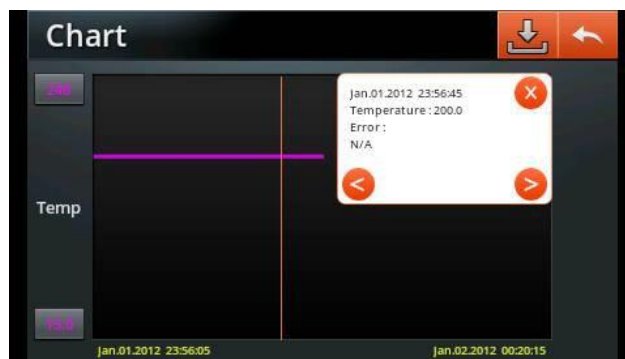 Chart
Jan.01.2012 23:56:45
Temperature : 200.0
Error :
N/A
<
>
Temp
Jan.01.2012 23:56:05
Jan.02.2012 00:20:15